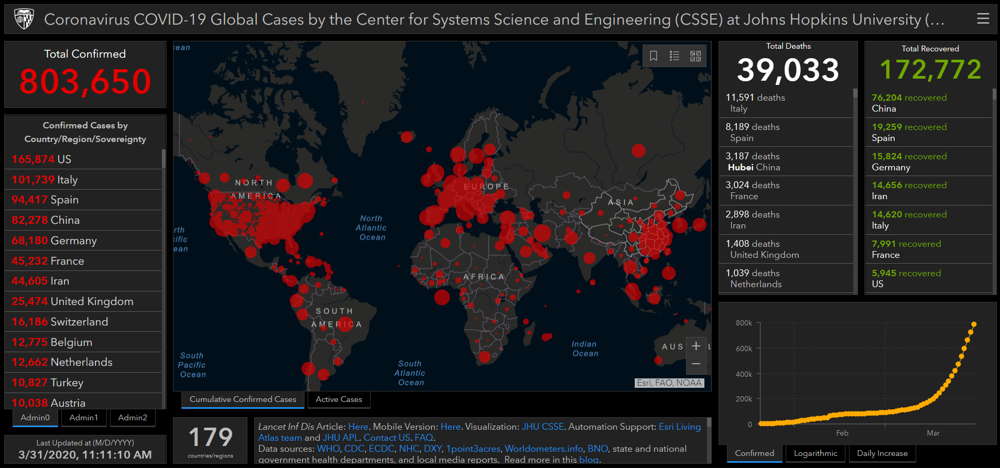 Coronavirus COVID-19 Global Cases by the Center for Systems Science and Engineering (CSSE) at Johns Hopkins University (...
Total Confirmed
803,650
Confirmed Cases by
Country/Region/Sovereignty
165,874 US
101,739 Italy
94,417 Spain
82,278 China
68,180 Germany
45,232 France
44,605 Iran
25,474 United Kingdom
16,186 Switzerland
12,775 Belgium
12,662 Netherlands
10,827 Turkey
10,038 Austria
Admin0
Admin1
Admin2
Last Updated at (M/D/YYYY)
3/31/2020, 11:11:10 AM
cean
NORTH
AMERICA
EUROPE
ASIA
North
Atlantic
Ocean
rth
ific
ean
AFRICA
SOUTH
AMERICA
Indian
Ocean
AUS
L
South
Pacific
Ocean
South
Atlantic
Ocean
+
−
Esri, FAO, NOAA
Cumulative Confirmed Cases
Active Cases
179
countries/regions
Lancet Inf Dis Article: Here. Mobile Version: Here. Visualization: JHU CSSE. Automation Support: Esri Living
Atlas team and JHU APL. Contact US. FAQ.
Data sources: WHO, CDC, ECDC, NHC, DXY, 1point3acres, Worldometers.info, BNO, state and national
government health departments, and local media reports. Read more in this blog.
Total Deaths
39,033
11,591 deaths
Italy
8,189 deaths
Spain
3,187 deaths
Hubei China
3,024 deaths
France
2,898 deaths
Iran
1,408 deaths
United Kingdom
1,039 deaths
Netherlands
Total Recovered
172,772
76,204 recovered
China
19,259 recovered
Spain
15,824 recovered
Germany
14,656 recovered
Iran
14,620 recovered
Italy
7,991 recovered
France
5,945 recovered
US
800k
600k
400k
200k
0
Feb
Mar
Confirmed
Logarithmic
Daily Increase